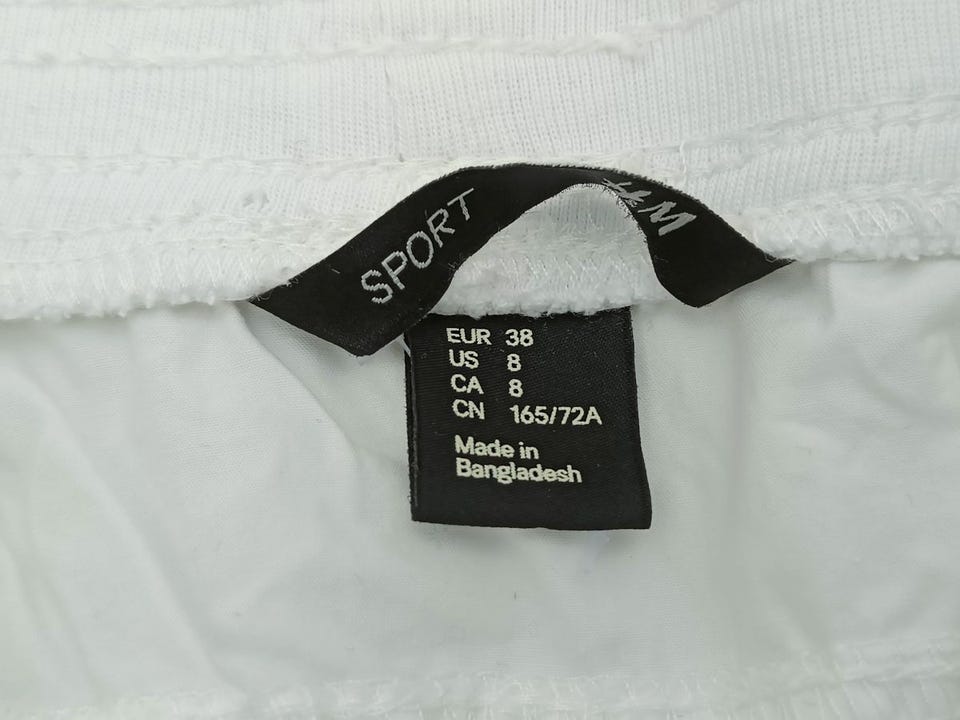 SPORT
H&M
EUR 38
US 8
CA 8
CN 165/72A
Made in
Bangladesh